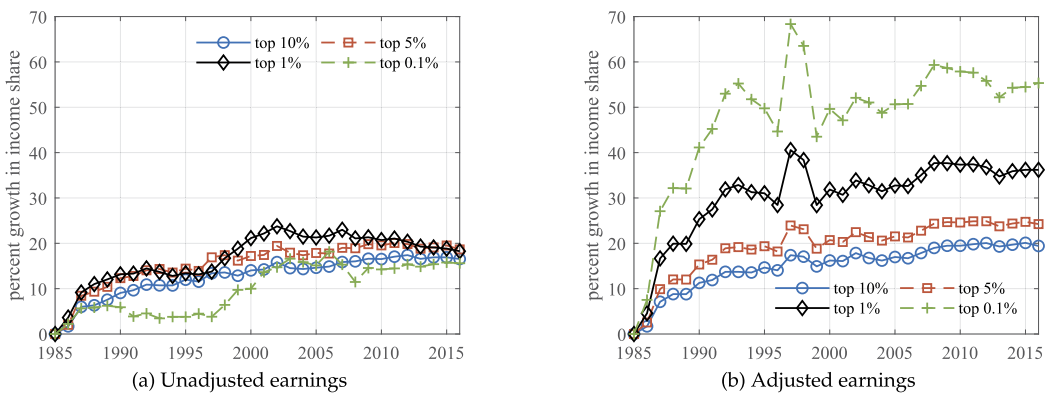 percent growth in income share
70
60
50
40
30
20
10
0
top 10% top 5%
top 1% top 0.1%
1985 1990 1995 2000 2005 2010 2015
(a) Unadjusted earnings
percent growth in income share
70
60
50
40
30
20
10
0
top 10% top 5%
top 1% top 0.1%
1985 1990 1995 2000 2005 2010 2015
(b) Adjusted earnings